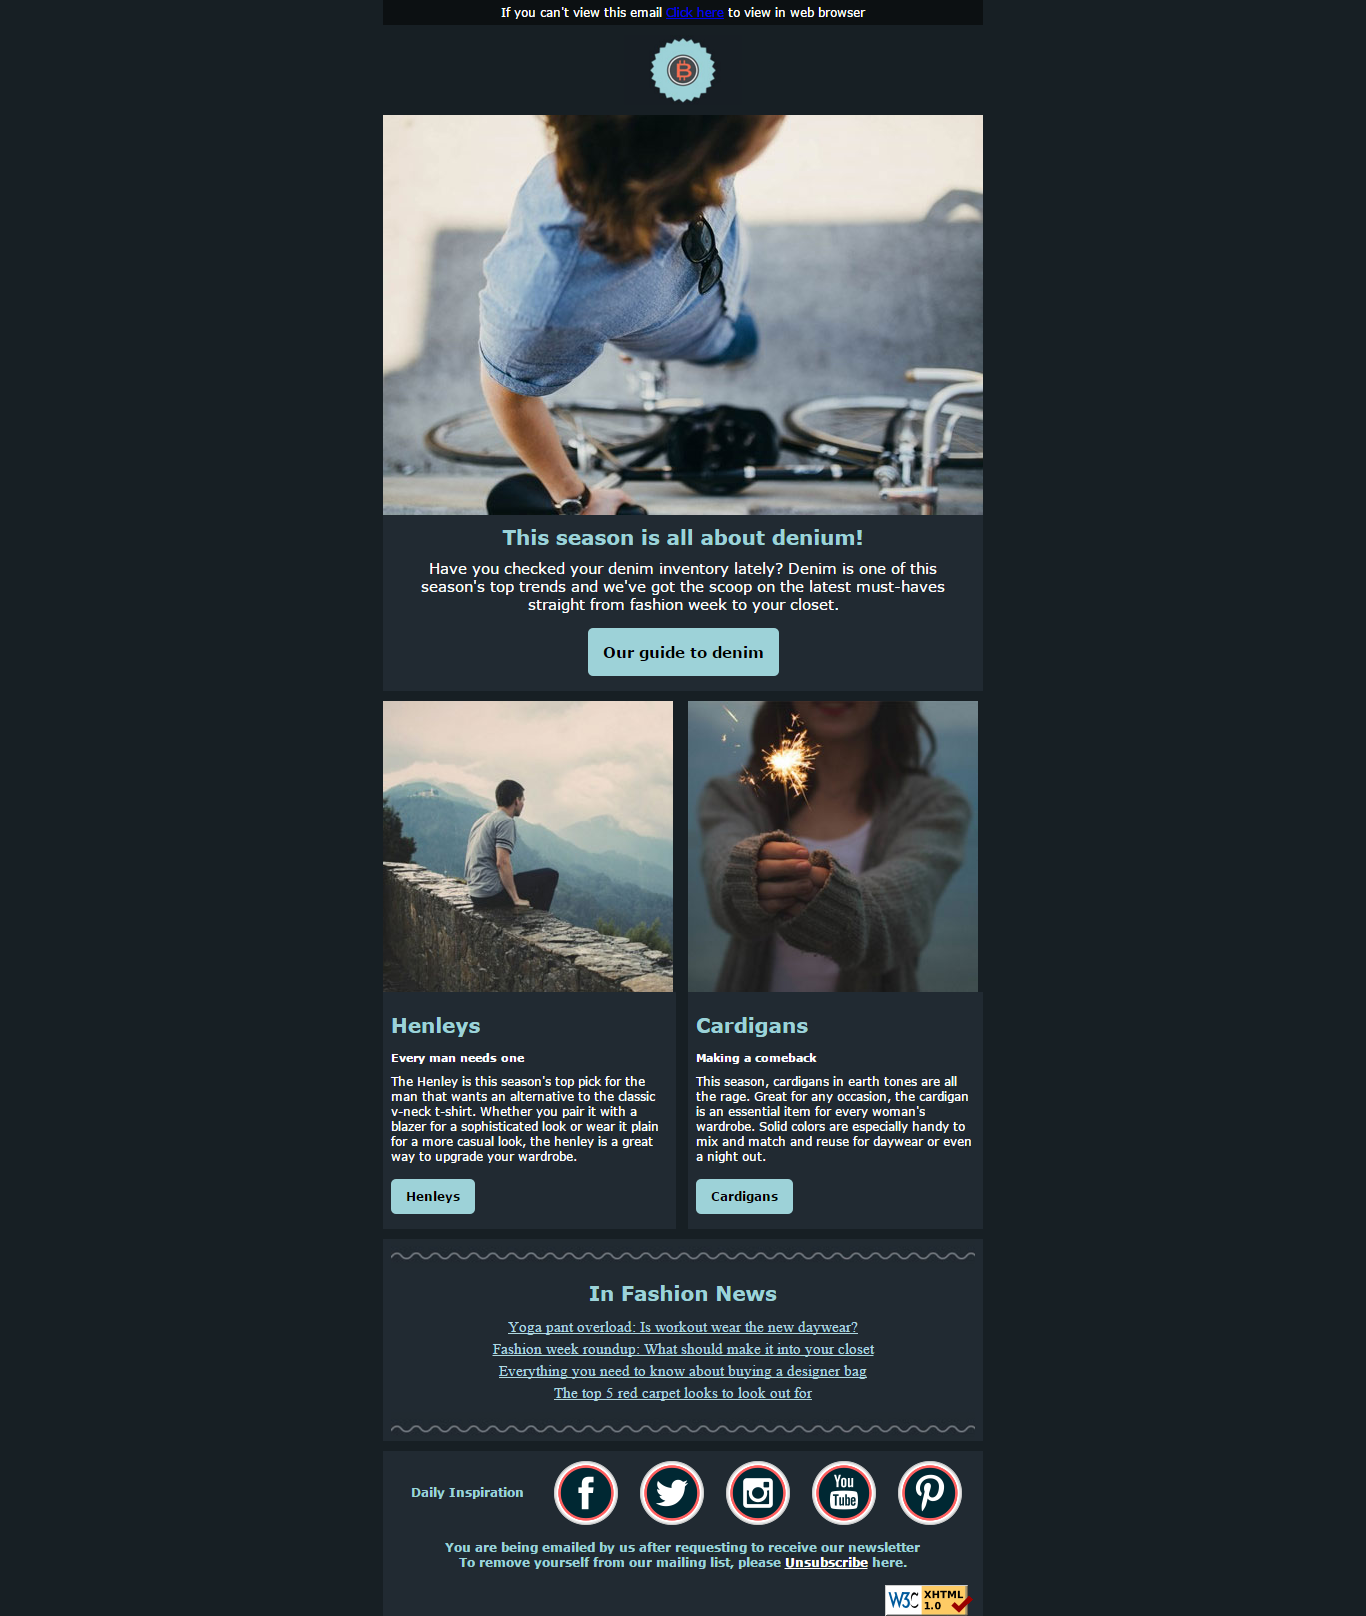 If you can't view this email Click here to view in web browser
B
This season is all about denium!
Have you checked your denim inventory lately? Denim is one of this
season's top trends and we've got the scoop on the latest must-haves
straight from fashion week to your closet.
Our guide to denim
Henleys
Every man needs one
The Henley is this season's top pick for the
man that wants an alternative to the classic
v-neck t-shirt. Whether you pair it with a
blazer for a sophisticated look or wear it plain
for a more casual look, the henley is a great
way to upgrade your wardrobe.
Henleys
Cardigans
Making a comeback
This season, cardigans in earth tones are all
the rage. Great for any occasion, the cardigan
is an essential item for every woman's
wardrobe. Solid colors are especially handy to
mix and match and reuse for daywear or even
a night out.
Cardigans
In Fashion News
Yoga pant overload: Is workout wear the new daywear?
Fashion week roundup: What should make it into your closet
Everything you need to know about buying a designer bag
The top 5 red carpet looks to look out for
Daily Inspiration
You
Tube
You are being emailed by us after requesting to receive our newsletter
To remove yourself from our mailing list, please Unsubscribe here.
W3C XHTML
1.0